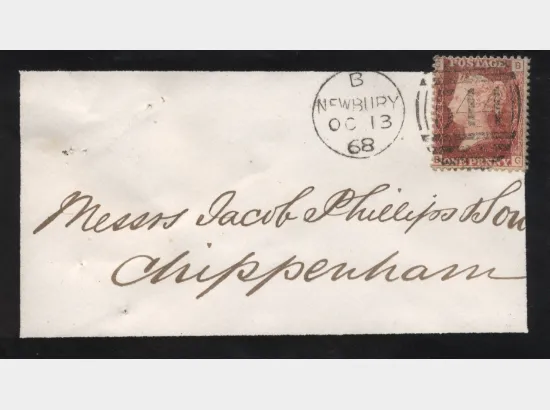 B
NEWBURY
OC 13
68
POSTAGE
ONE PENNY
Messrs Jacob Phillips & Son
Chippenham